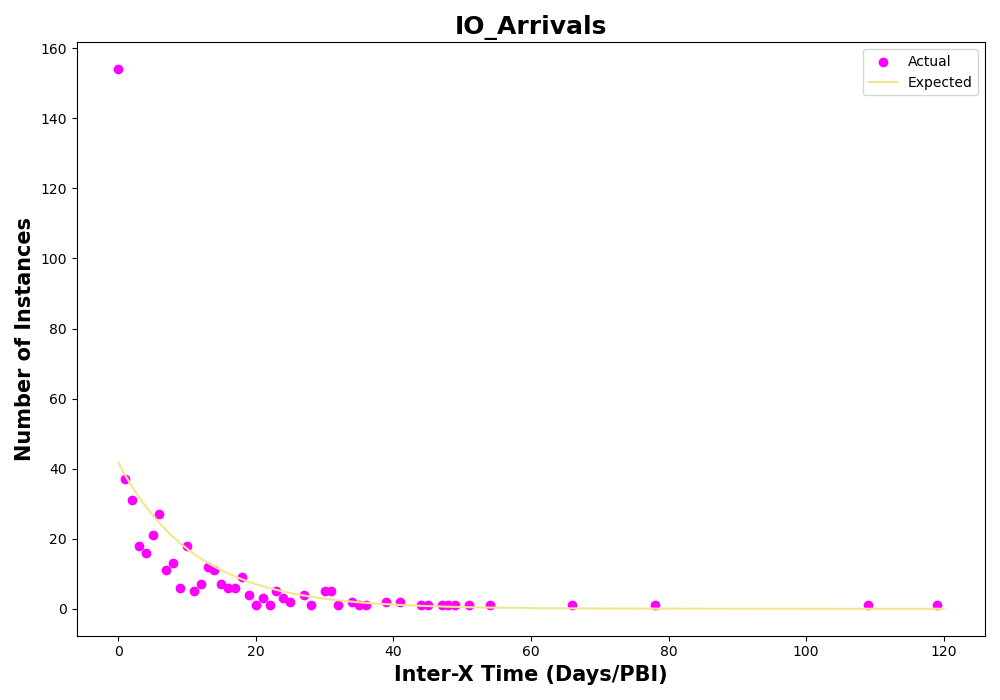 IO_Arrivals
Actual
Expected
160
140
120
100
80
60
40
20
0
Number of Instances
0 20 40 60 80 100 120
Inter-X Time (Days/PBI)